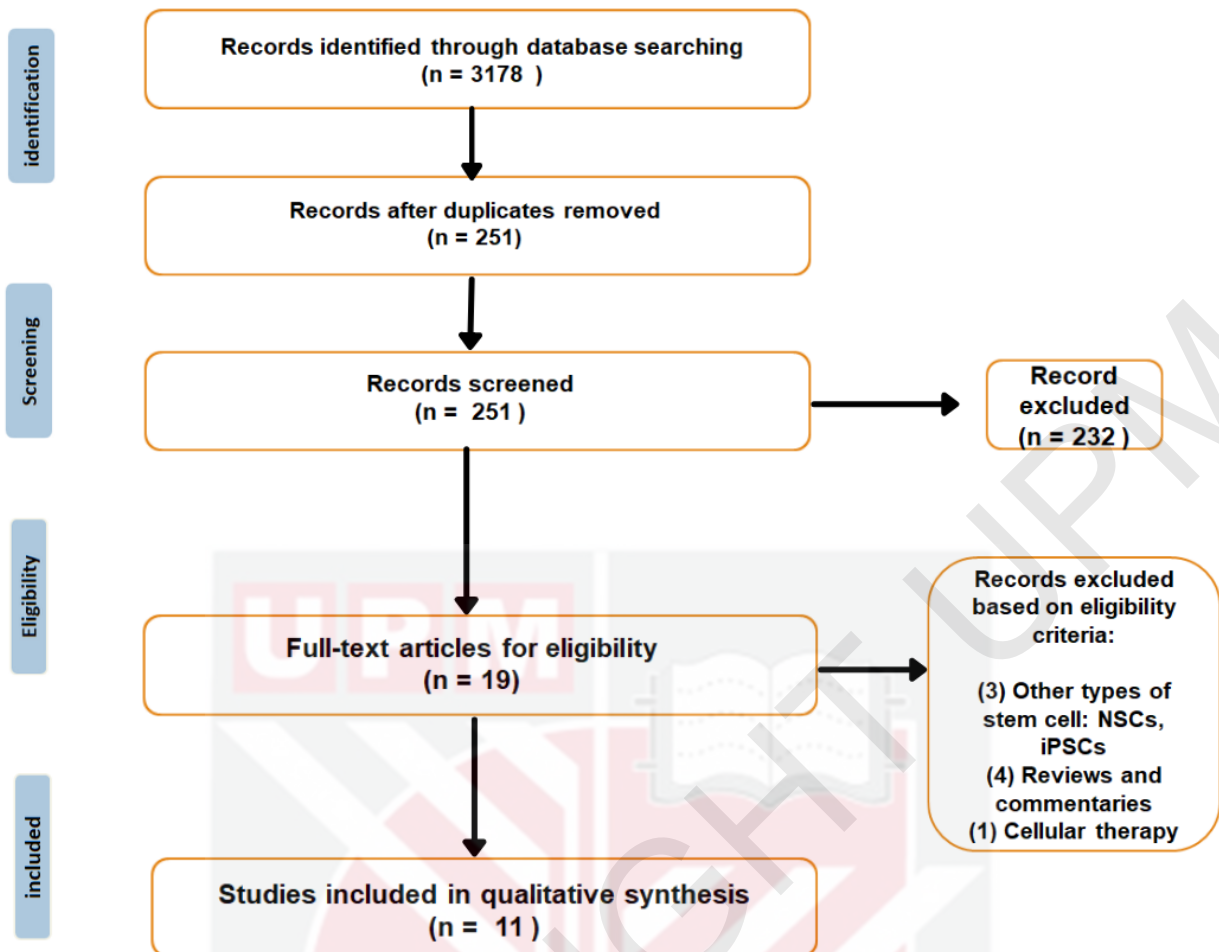 identification
Records identified through database searching
(n = 3178 )
Records after duplicates removed
(n = 251)
Screening
Records screened
(n = 251 )
Record
excluded
(n = 232 )
Eligibility
Full-text articles for eligibility
(n = 19)
Records excluded
based on eligibility
criteria:
(3) Other types of
stem cell: NSCs,
iPSCs
(4) Reviews and
commentaries
(1) Cellular therapy
included
Studies included in qualitative synthesis
(n = 11 )
UPM
IGHT UPM